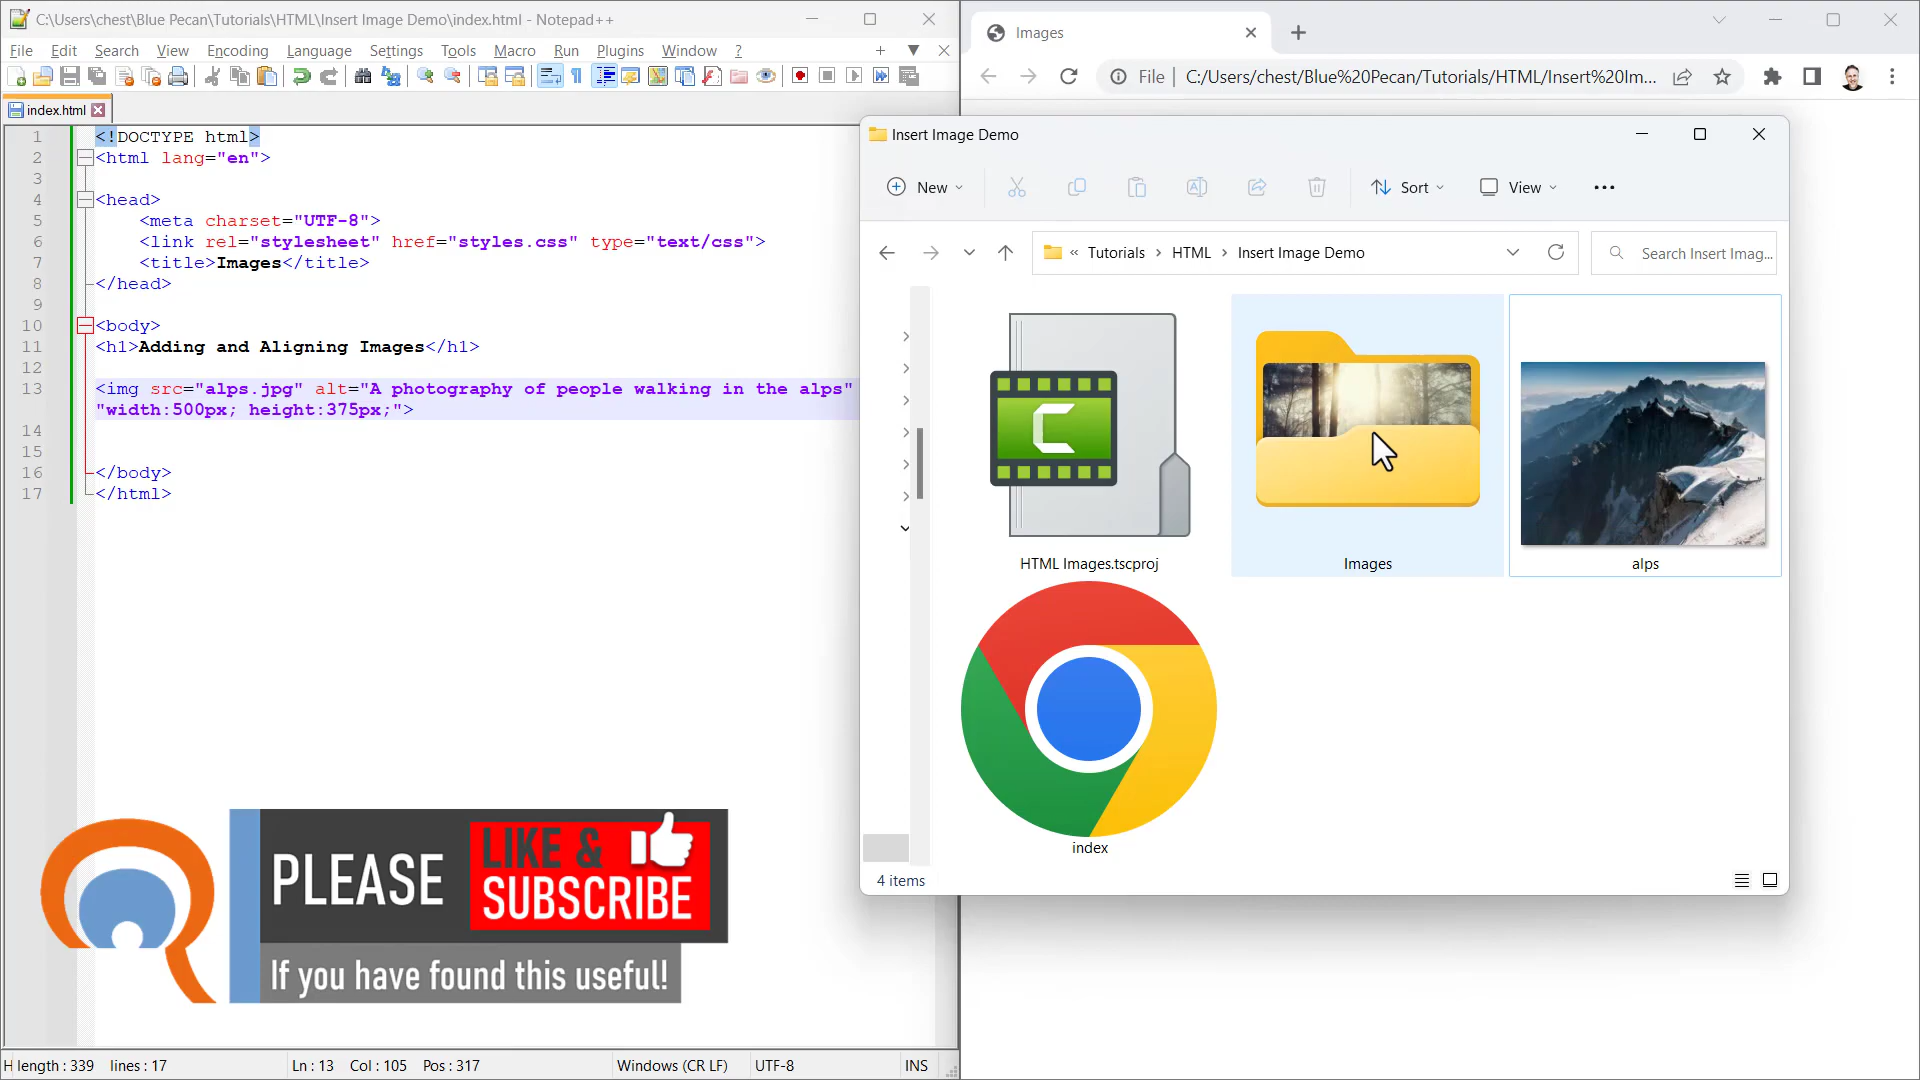 C:\Users\chest\Blue Pecan\Tutorials\HTML\Insert Image Demo\index.html - Notepad++
File Edit Search View Encoding Language Settings Tools Macro Run Plugins Window ?
index.html
1 <!DOCTYPE html>
2 <html lang="en">
3
4 <head>
5 <meta charset="UTF-8">
6 <link rel="stylesheet" href="styles.css" type="text/css">
7 <title>Images</title>
8 </head>
9
10 <body>
11 <h1>Adding and Aligning Images</h1>
12
13 <img src="alps.jpg" alt="A photography of people walking in the alps"
"width:500px; height:375px;">
14
15
16 </body>
17 </html>
PLEASE
LIKE &
SUBSCRIBE
If you have found this useful!
H length : 339 lines : 17 Ln : 13 Col : 105 Pos : 317 Windows (CR LF) UTF-8 INS
Images
File C:/Users/chest/Blue%20Pecan/Tutorials/HTML/Insert%20Im...
Insert Image Demo
New Sort View
« Tutorials > HTML > Insert Image Demo
Search Insert Imag...
HTML Images.tscproj
Images
alps
index
4 items